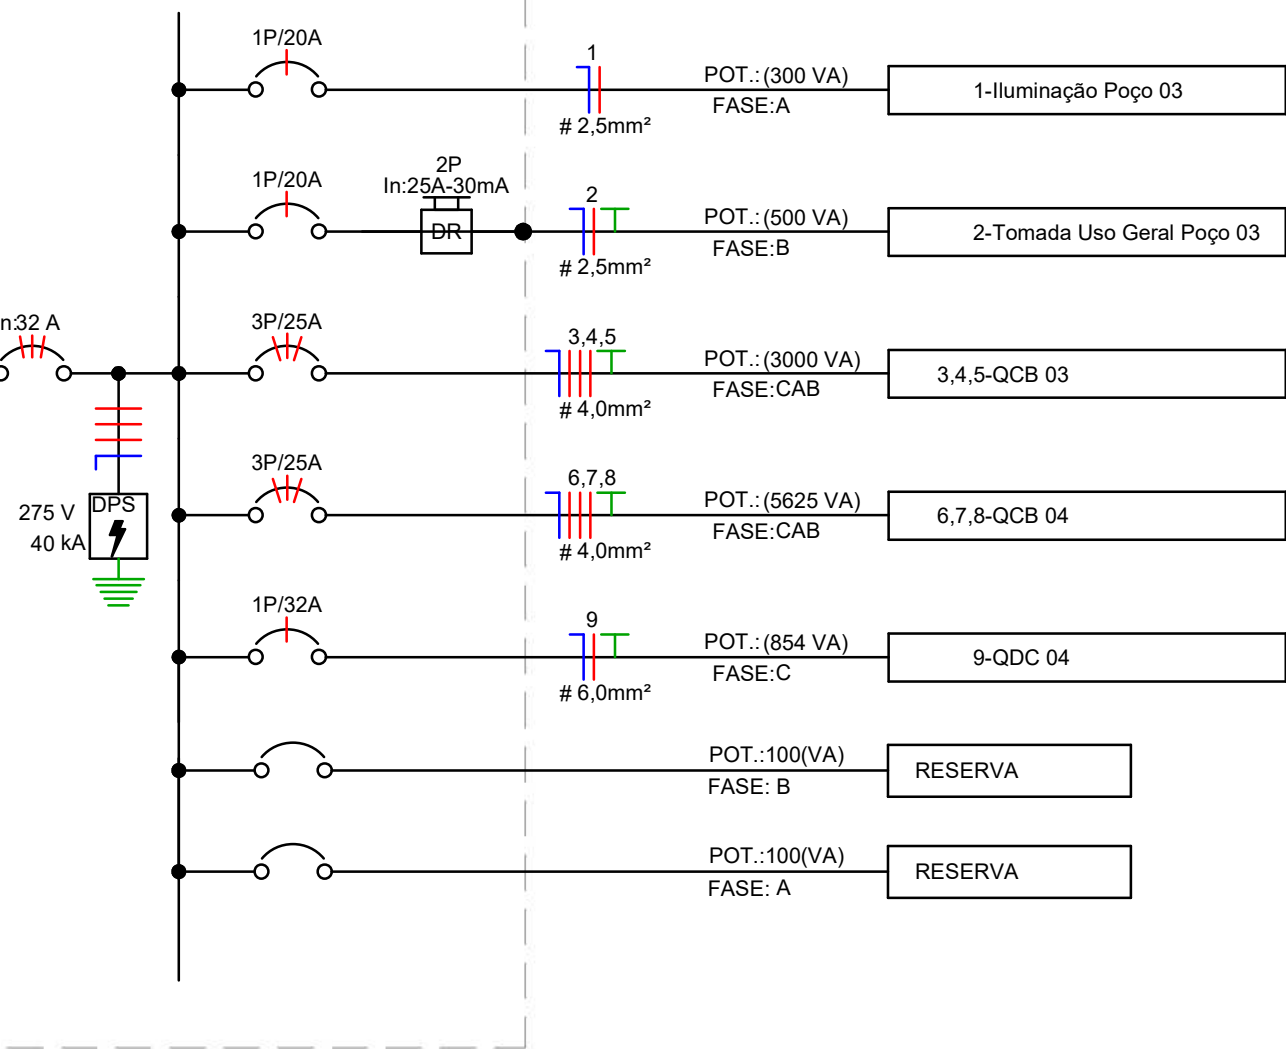 1P/20A
1
# 2,5mm²
POT.: (300 VA)
FASE:A
1-Iluminação Poço 03
1P/20A
2P
In:25A-30mA
DR
2
# 2,5mm²
POT.: (500 VA)
FASE:B
2-Tomada Uso Geral Poço 03
n:32 A
3P/25A
3,4,5
# 4,0mm²
POT.: (3000 VA)
FASE:CAB
3,4,5-QCB 03
275 V
40 kA
DPS
3P/25A
6,7,8
# 4,0mm²
POT.: (5625 VA)
FASE:CAB
6,7,8-QCB 04
1P/32A
9
# 6,0mm²
POT.: (854 VA)
FASE:C
9-QDC 04
POT.:100(VA)
FASE: B
RESERVA
POT.:100(VA)
FASE: A
RESERVA